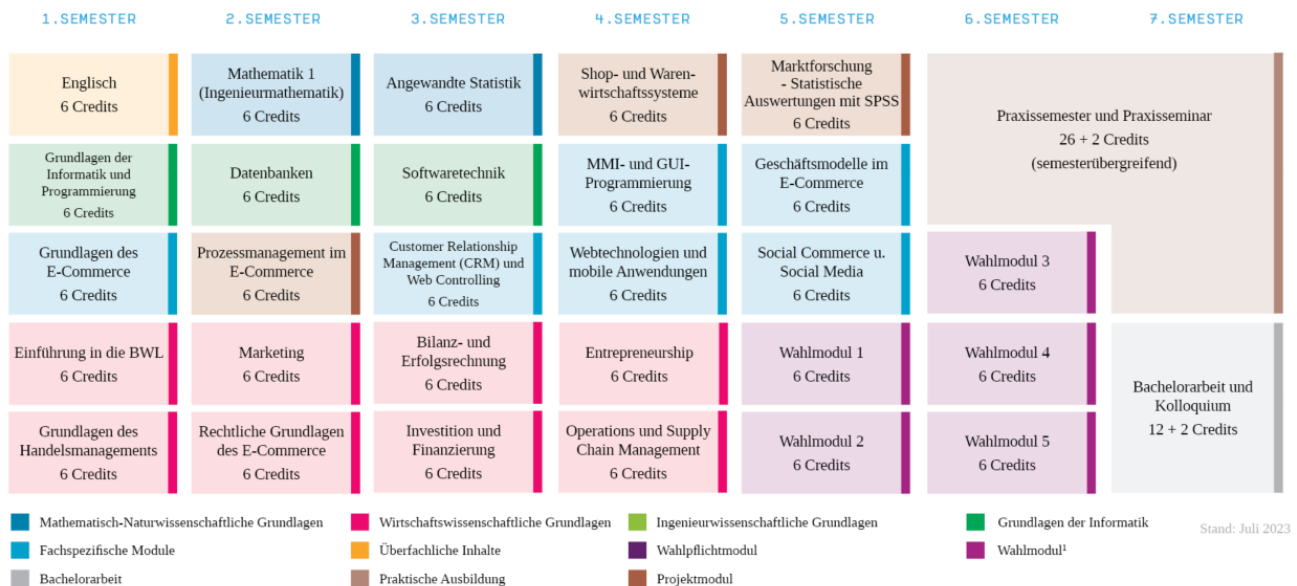 1.SEMESTER
2.SEMESTER
3.SEMESTER
4.SEMESTER
5.SEMESTER
6.SEMESTER
7.SEMESTER
Englisch
6 Credits
Mathematik 1
(Ingenieurmathematik)
6 Credits
Angewandte Statistik
6 Credits
Shop- und Waren-
wirtschaftssysteme
6 Credits
Marktforschung
- Statistische
Auswertungen mit SPSS
6 Credits
Praxissemester und Praxisseminar
26 + 2 Credits
(semesterübergreifend)
Grundlagen der
Informatik und
Programmierung
6 Credits
Datenbanken
6 Credits
Softwaretechnik
6 Credits
MMI- und GUI-
Programmierung
6 Credits
Geschäftsmodelle im
E-Commerce
6 Credits
Grundlagen des
E-Commerce
6 Credits
Prozessmanagement im
E-Commerce
6 Credits
Customer Relationship
Management (CRM) und
Web Controlling
6 Credits
Webtechnologien und
mobile Anwendungen
6 Credits
Social Commerce u.
Social Media
6 Credits
Wahlmodul 3
6 Credits
Einführung in die BWL
6 Credits
Marketing
6 Credits
Bilanz- und
Erfolgsrechnung
6 Credits
Entrepreneurship
6 Credits
Wahlmodul 1
6 Credits
Wahlmodul 4
6 Credits
Bachelorarbeit und
Kolloquium
12 + 2 Credits
Grundlagen des
Handelsmanagements
6 Credits
Rechtliche Grundlagen
des E-Commerce
6 Credits
Investition und
Finanzierung
6 Credits
Operations und Supply
Chain Management
6 Credits
Wahlmodul 2
6 Credits
Wahlmodul 5
6 Credits
Mathematisch-Naturwissenschaftliche Grundlagen
Wirtschaftswissenschaftliche Grundlagen
Ingenieurwissenschaftliche Grundlagen
Grundlagen der Informatik
Stand: Juli 2023
Fachspezifische Module
Überfachliche Inhalte
Wahlpflichtmodul
Wahlmodul¹
Bachelorarbeit
Praktische Ausbildung
Projektmodul